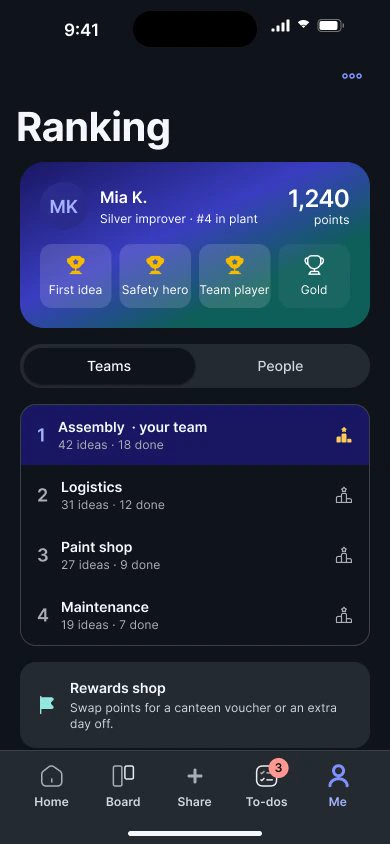 9:41
Ranking
MK
Mia K.
Silver improver · #4 in plant
1,240
points
First idea
Safety hero
Team player
Gold
Teams
People
1
Assembly · your team
42 ideas · 18 done
2
Logistics
31 ideas · 12 done
3
Paint shop
27 ideas · 9 done
4
Maintenance
19 ideas · 7 done
Rewards shop
Swap points for a canteen voucher or an extra
day off.
3
Home
Board
Share
To-dos
Me